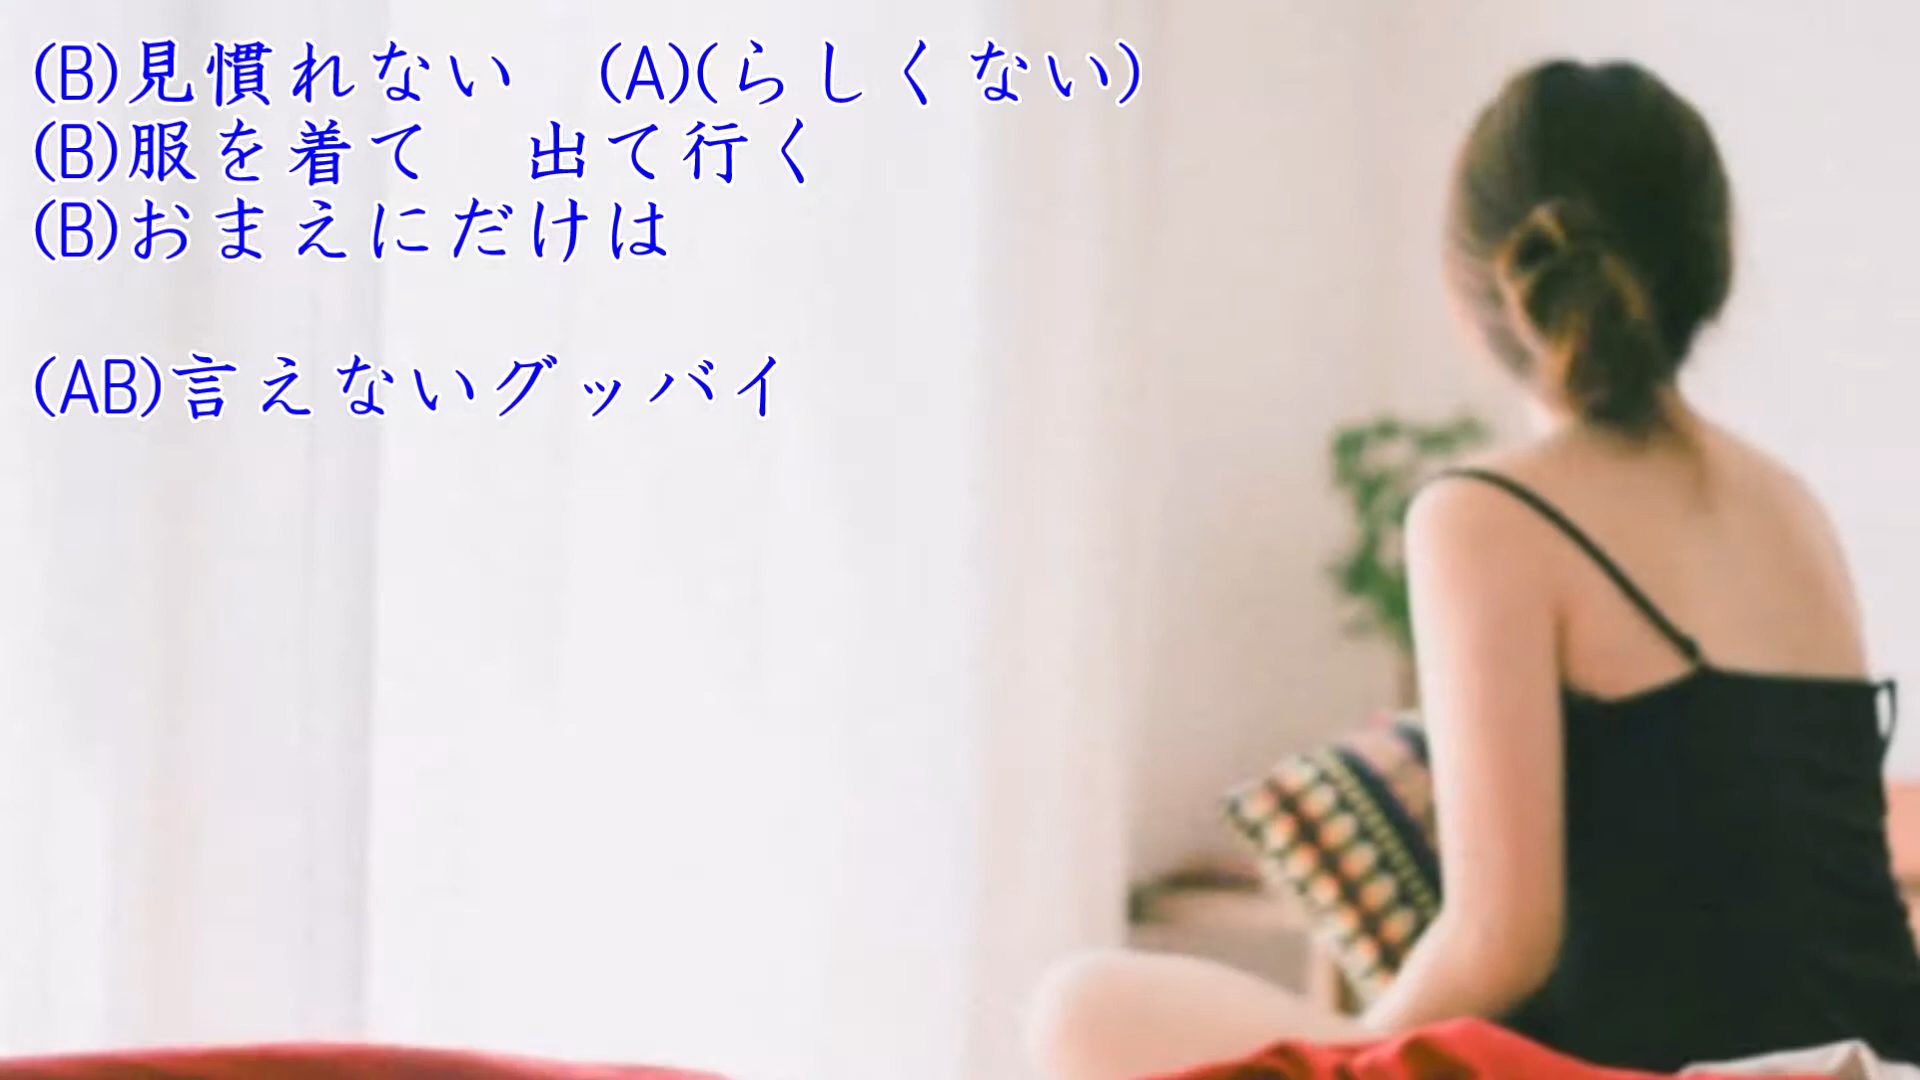 (B)見慣れない　(A)(らしくない)
(B)服を着て　出て行く
(B)おまえにだけは
(AB)言えないグッバイ